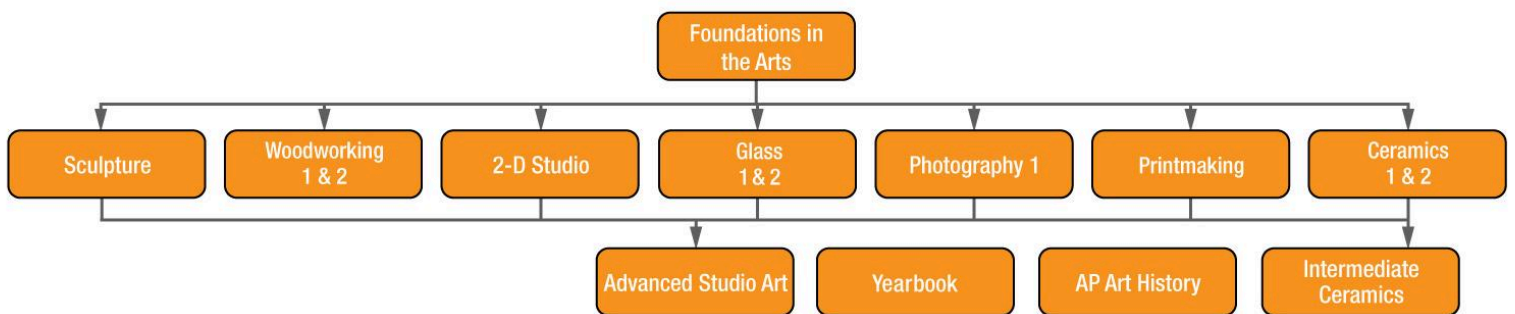 Foundations in
the Arts
Sculpture
Woodworking
1 & 2
2-D Studio
Glass
1 & 2
Photography 1
Printmaking
Ceramics
1 & 2
Advanced Studio Art
Yearbook
AP Art History
Intermediate
Ceramics